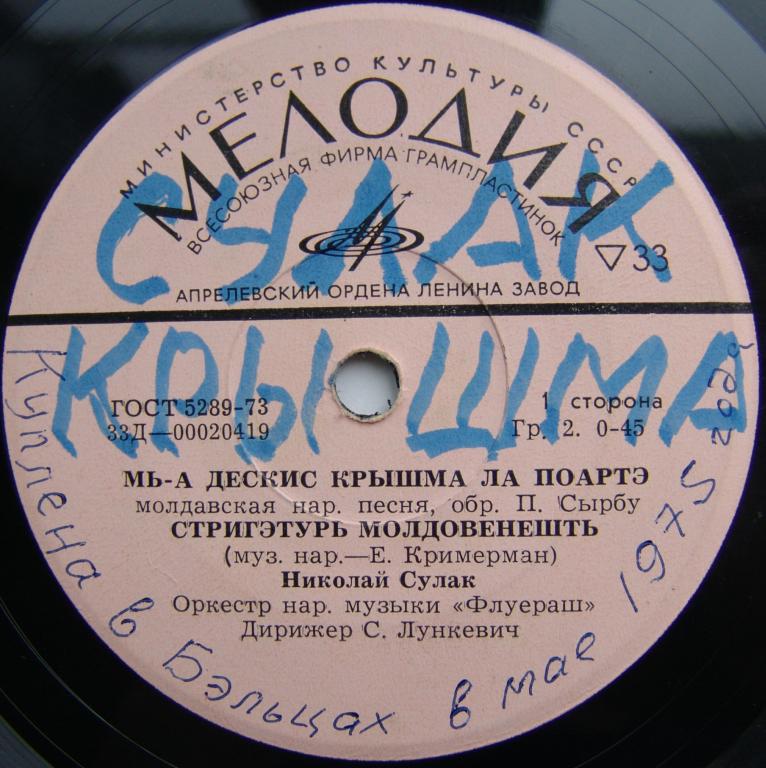 МИНИСТЕРСТВО КУЛЬТУРЫ СССР
МЕЛОДИЯ
ВСЕСОЮЗНАЯ ФИРМА ГРАМПЛАСТИНОК
СУЛАК
▽33
АПРЕЛЕВСКИЙ ОРДЕНА ЛЕНИНА ЗАВОД
КРЫШМА
ГОСТ 5289-73
33Д—00020419
1 сторона
Гр. 2. 0-45
МЬ-А ДЕСКИС КРЫШМА ЛА ПОАРТЭ
молдавская нар. песня, обр. П. Сырбу
СТРИГЭТУРЬ МОЛДОВЕНЕШТЬ
(муз. нар.—Е. Кримерман)
Николай Сулак
Оркестр нар. музыки «Флуераш»
Дирижер С. Лункевич
Куплена в Бэльцах в мае 1975 года